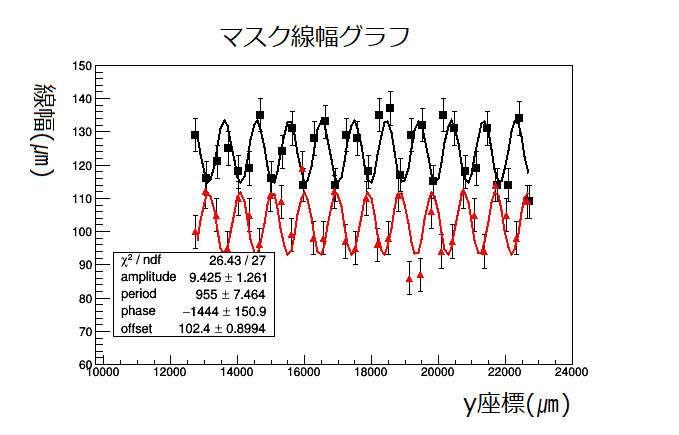 マスク線幅グラフ
線幅(㎛)
150
140
130
120
110
100
90
80
70
60
χ² / ndf 26.43 / 27
amplitude 9.425 ± 1.261
period 955 ± 7.464
phase −1444 ± 150.9
offset 102.4 ± 0.8994
10000 12000 14000 16000 18000 20000 22000 24000
y座標(㎛)